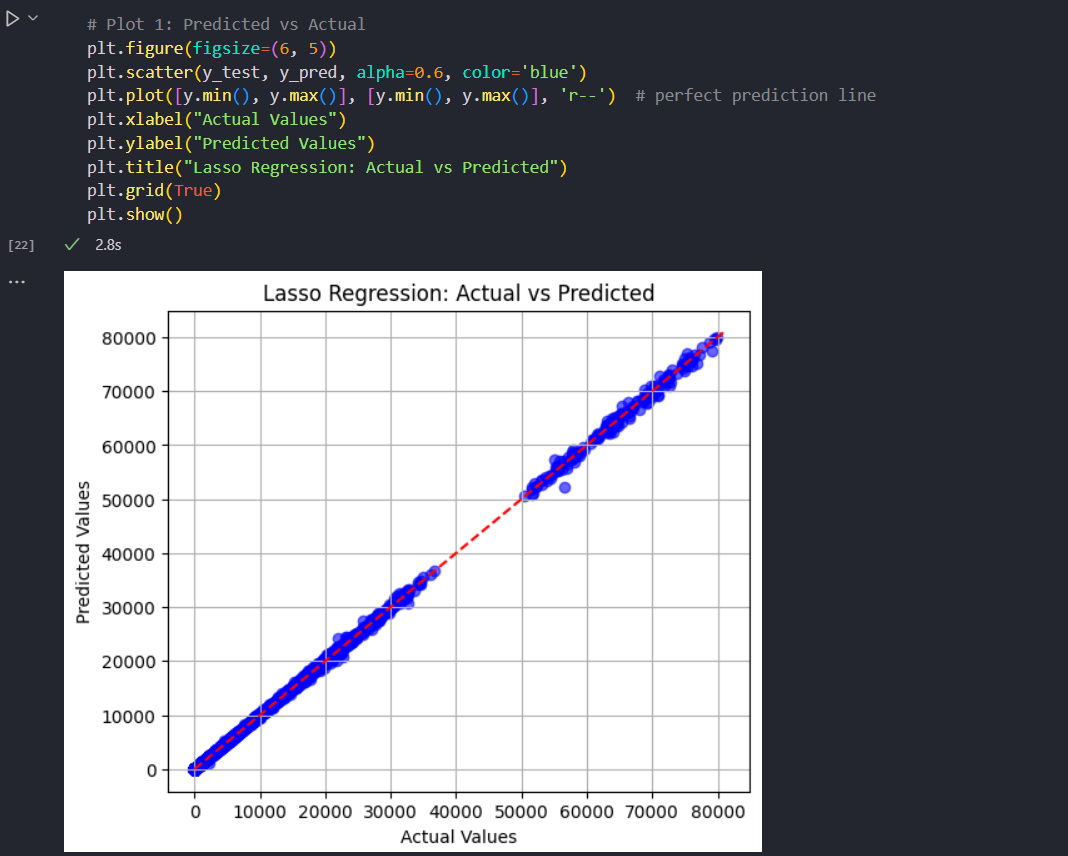 # Plot 1: Predicted vs Actual
plt.figure(figsize=(6, 5))
plt.scatter(y_test, y_pred, alpha=0.6, color='blue')
plt.plot([y.min(), y.max()], [y.min(), y.max()], 'r--')  # perfect prediction line
plt.xlabel("Actual Values")
plt.ylabel("Predicted Values")
plt.title("Lasso Regression: Actual vs Predicted")
plt.grid(True)
plt.show()
[22] 2.8s
...
Lasso Regression: Actual vs Predicted
80000
70000
60000
50000
40000
30000
20000
10000
0
Predicted Values
0 10000 20000 30000 40000 50000 60000 70000 80000
Actual Values